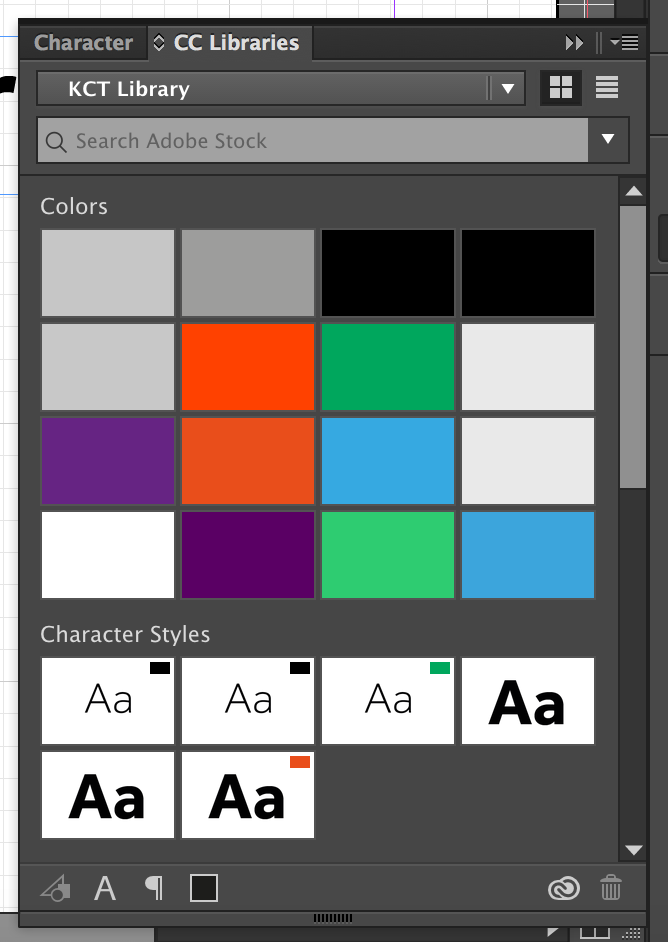 Character
CC Libraries
KCT Library
Search Adobe Stock
Colors
Character Styles
Aa
Aa
Aa
Aa
Aa
Aa
A
¶